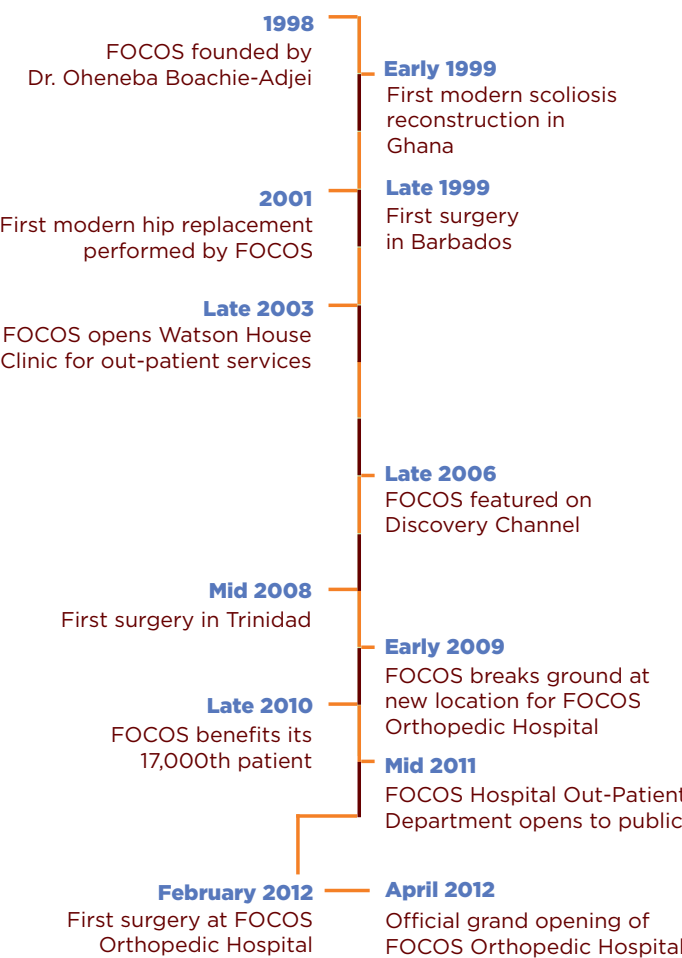 1998
FOCOS founded by
Dr. Oheneba Boachie-Adjei
Early 1999
First modern scoliosis
reconstruction in
Ghana
Late 1999
First surgery
in Barbados
2001
First modern hip replacement
performed by FOCOS
Late 2003
FOCOS opens Watson House
Clinic for out-patient services
Late 2006
FOCOS featured on
Discovery Channel
Mid 2008
First surgery in Trinidad
Early 2009
FOCOS breaks ground at
new location for FOCOS
Orthopedic Hospital
Late 2010
FOCOS benefits its
17,000th patient
Mid 2011
FOCOS Hospital Out-Patient
Department opens to public
February 2012
First surgery at FOCOS
Orthopedic Hospital
April 2012
Official grand opening of
FOCOS Orthopedic Hospital